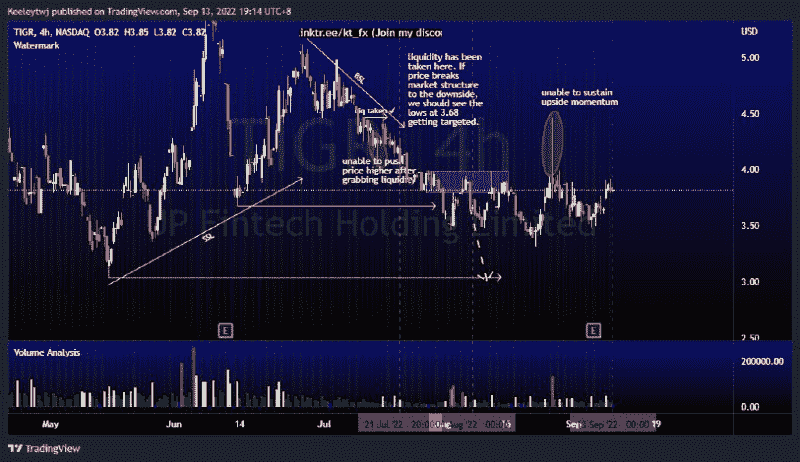 Keeleytwj published on TradingView.com, Sep 13, 2022 19:14 UTC+8
TIGR, 4h, NASDAQ O3.82 H3.85 L3.82 C3.82
.inktr.ee/kt_fx (Join my disco
USD
Watermark
5.00
liquidity has been
taken here. If
price breaks
market structure
to the downside,
we should see the
lows at 3.68
getting targeted.
BSL
unable to sustain
upside momentum
liq taken
4.50
TIGR, 4h
unable to pus
price higher after
grabbing liquidity
4.00
UP Fintech Holding Limited
3.50
SSL
3.00
E
E
2.50
Volume Analysis
200000.00
0.00
May
Jun
14
Jul
21 Jul '22
20:00
Aug
'22
00:00
16
Sep
Sep '22
00:00
19
TradingView